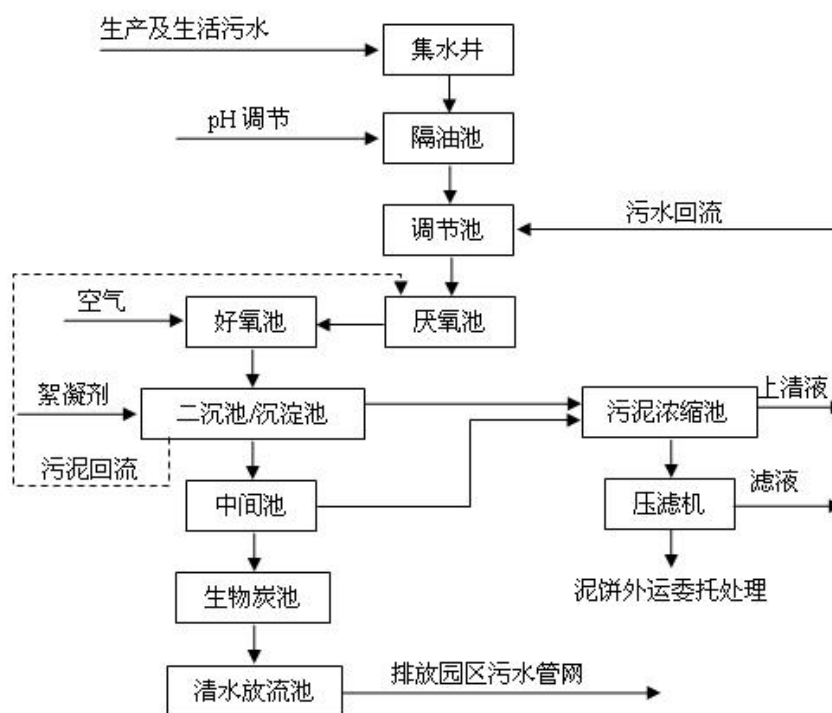 生产及生活污水
集水井
pH 调节
隔油池
调节池
污水回流
空气
好氧池
厌氧池
絮凝剂
二沉池/沉淀池
污泥浓缩池
上清液
污泥回流
中间池
压滤机
滤液
生物炭池
泥饼外运委托处理
清水放流池
排放园区污水管网